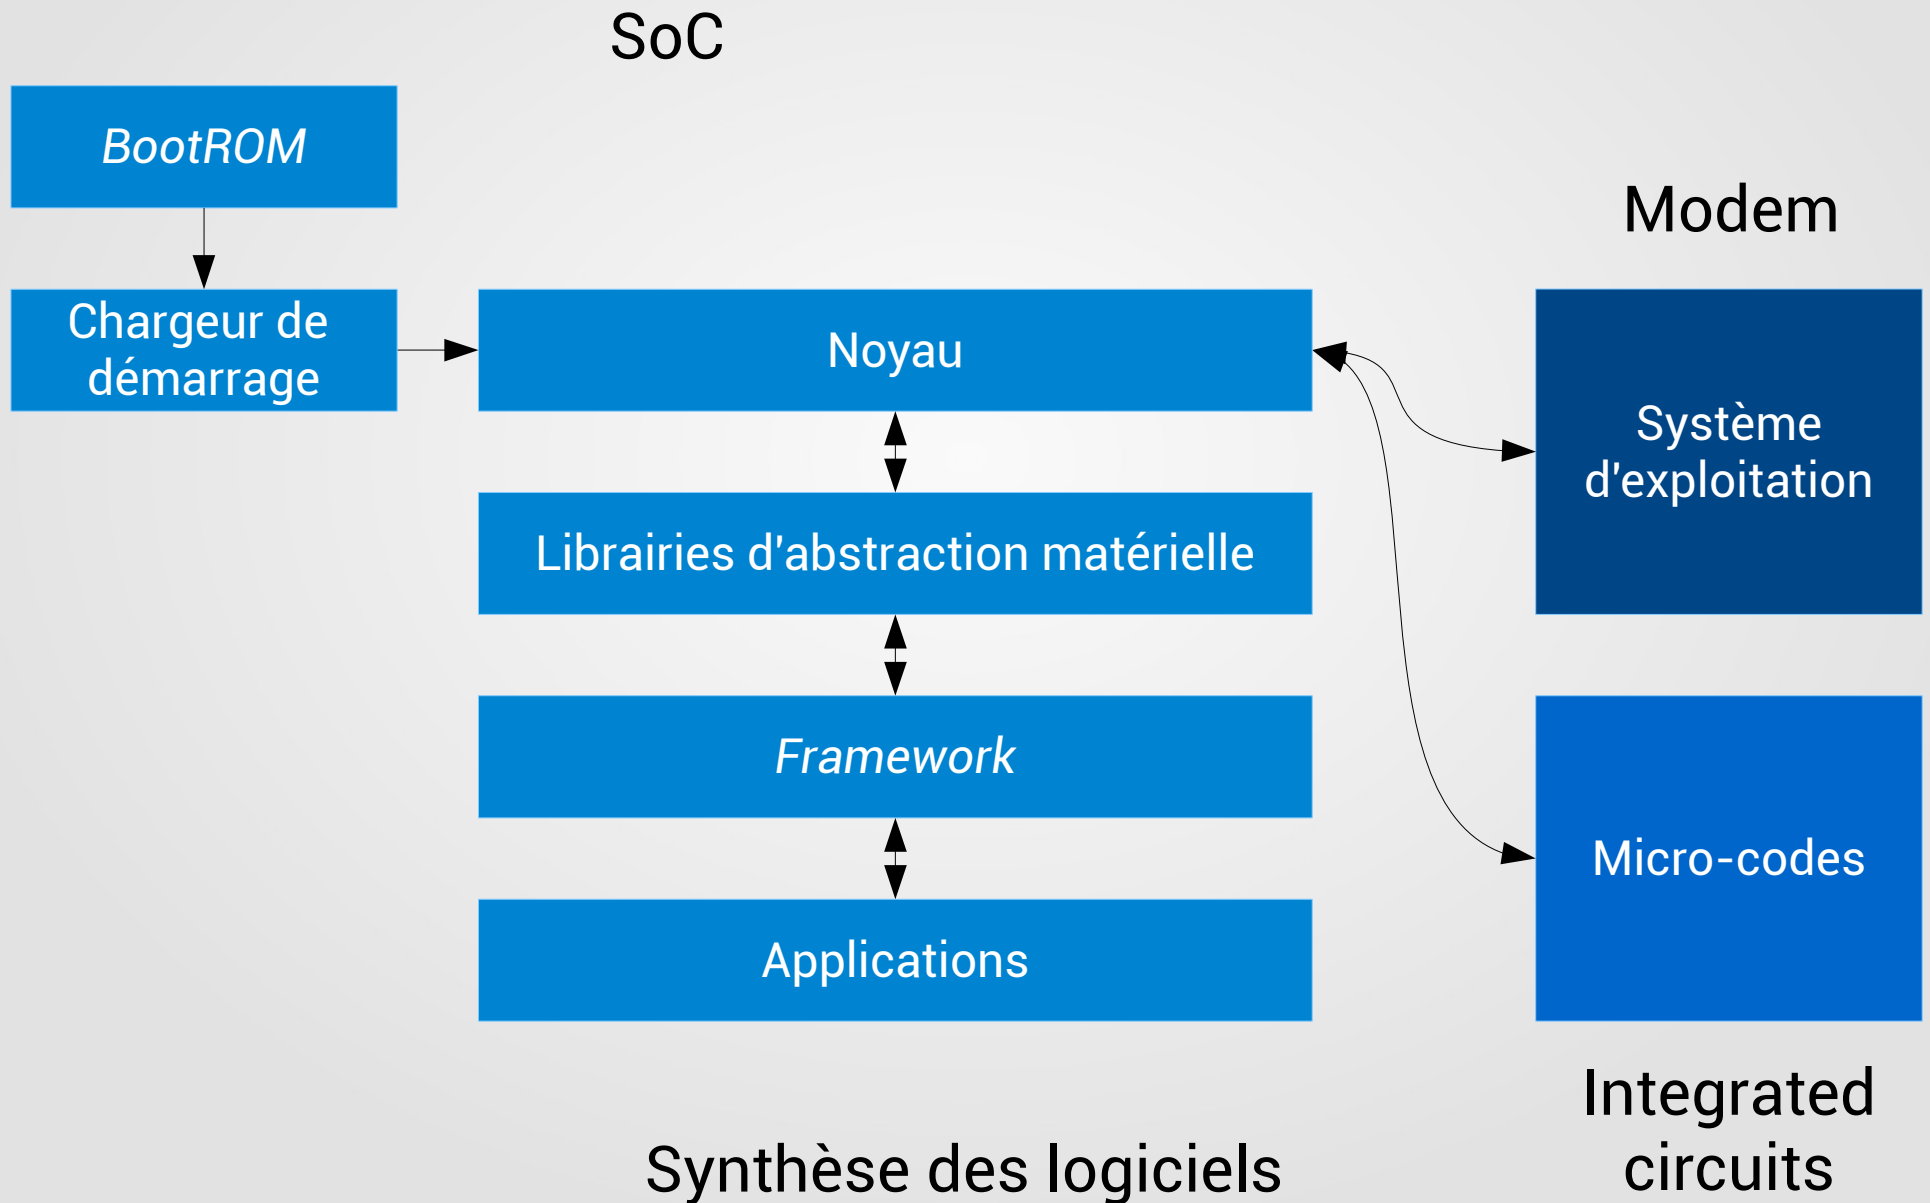 SoC
BootROM
Modem
Chargeur de
démarrage
Noyau
Système
d'exploitation
Librairies d'abstraction matérielle
Framework
Micro-codes
Applications
Integrated
circuits
Synthèse des logiciels